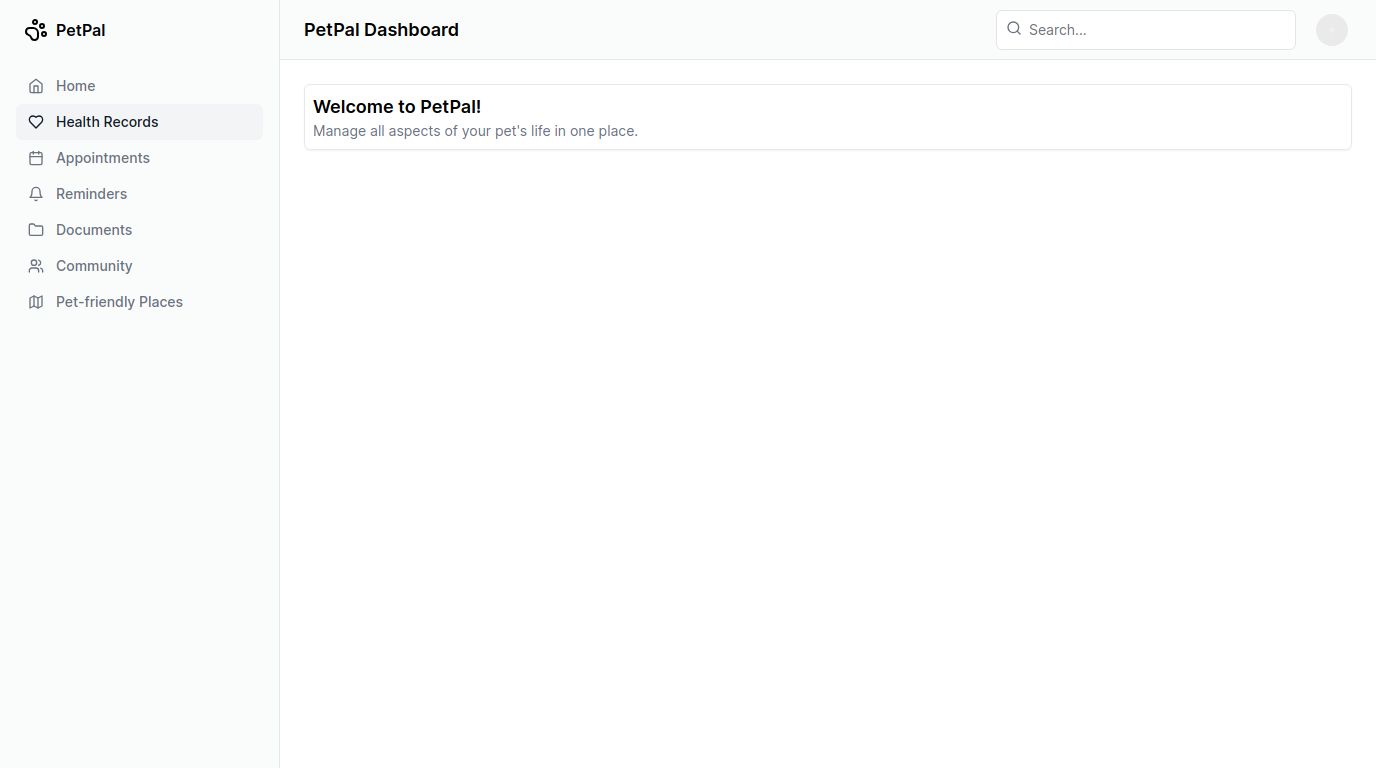 PetPal
Home
Health Records
Appointments
Reminders
Documents
Community
Pet-friendly Places
PetPal Dashboard
Search...
Welcome to PetPal!
Manage all aspects of your pet's life in one place.